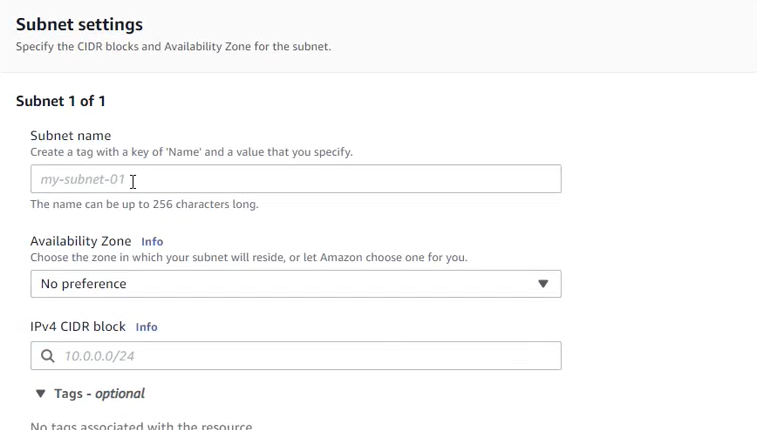 Subnet settings
Specify the CIDR blocks and Availability Zone for the subnet.
Subnet 1 of 1
Subnet name
Create a tag with a key of 'Name' and a value that you specify.
my-subnet-01
The name can be up to 256 characters long.
Availability Zone Info
Choose the zone in which your subnet will reside, or let Amazon choose one for you.
No preference
IPv4 CIDR block Info
10.0.0.0/24
Tags - optional
No tags associated with the resource